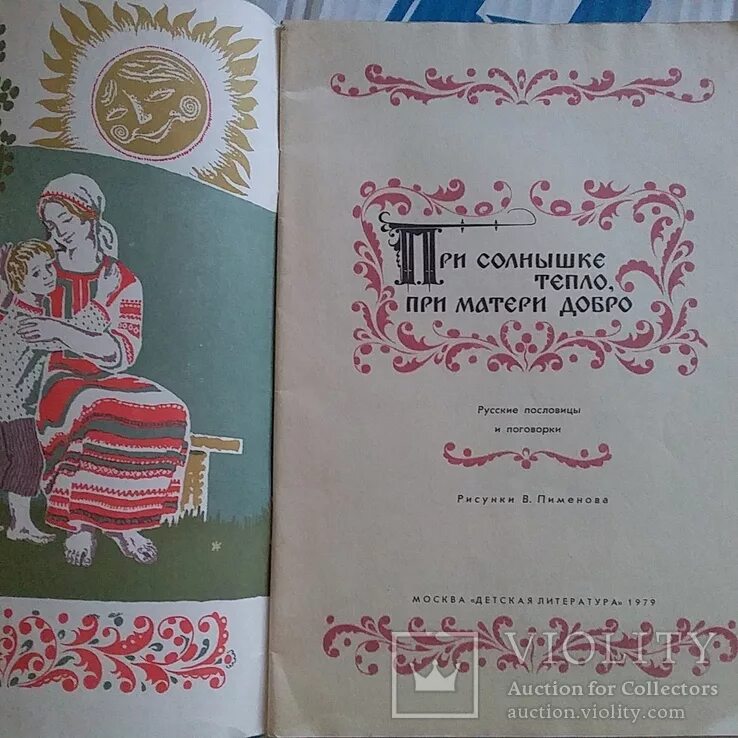 При солнышке
тепло,
при матери добро
Русские пословицы
и поговорки
Рисунки В. Пименова
МОСКВА «ДЕТСКАЯ ЛИТЕРАТУРА» 1979
VIOLITY
Auction for Collectors
auction.violity.com